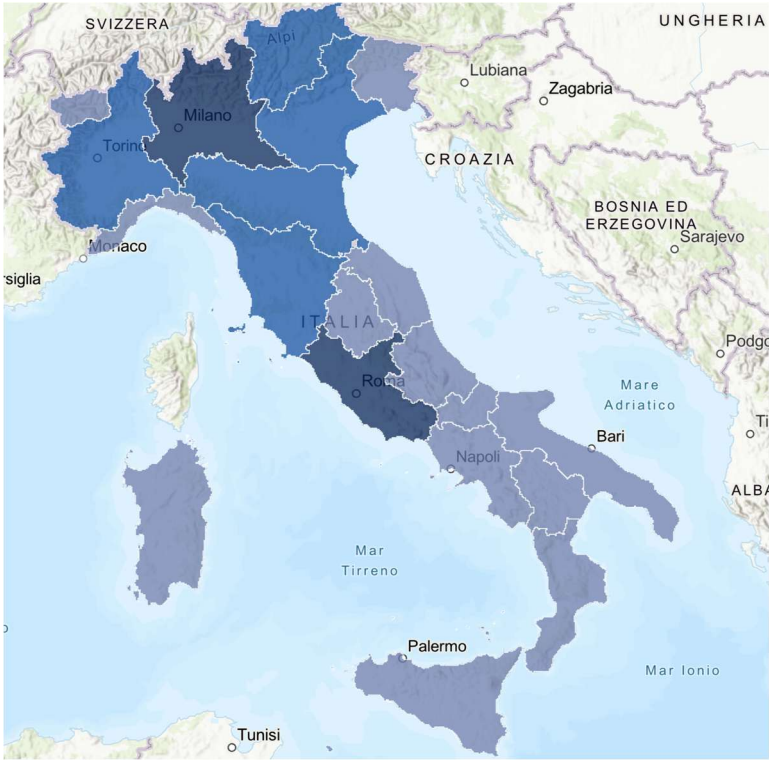 SVIZZERA
UNGHERIA
Alpi
Lubiana
Zagabria
Milano
Torino
CROAZIA
BOSNIA ED
ERZEGOVINA
Sarajevo
Monaco
rsiglia
ITALIA
Podgo
Roma
Mare
Adriatico
Ti
Bari
Napoli
ALBA
Mar
Tirreno
Palermo
Mar Ionio
Tunisi